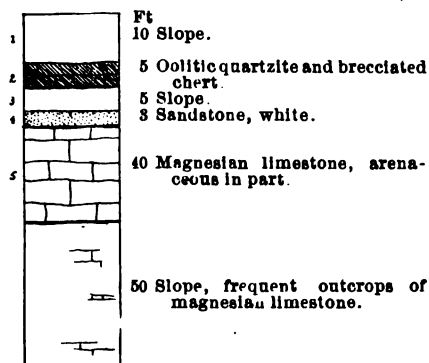 Ft
1 10 Slope.
2 5 Oolitic quartzite and brecciated
chert.
3 5 Slope.
4 3 Sandstone, white.
5 40 Magnesian limestone, arena-
ceous in part.
50 Slope, frequent outcrops of
magnesian limestone.